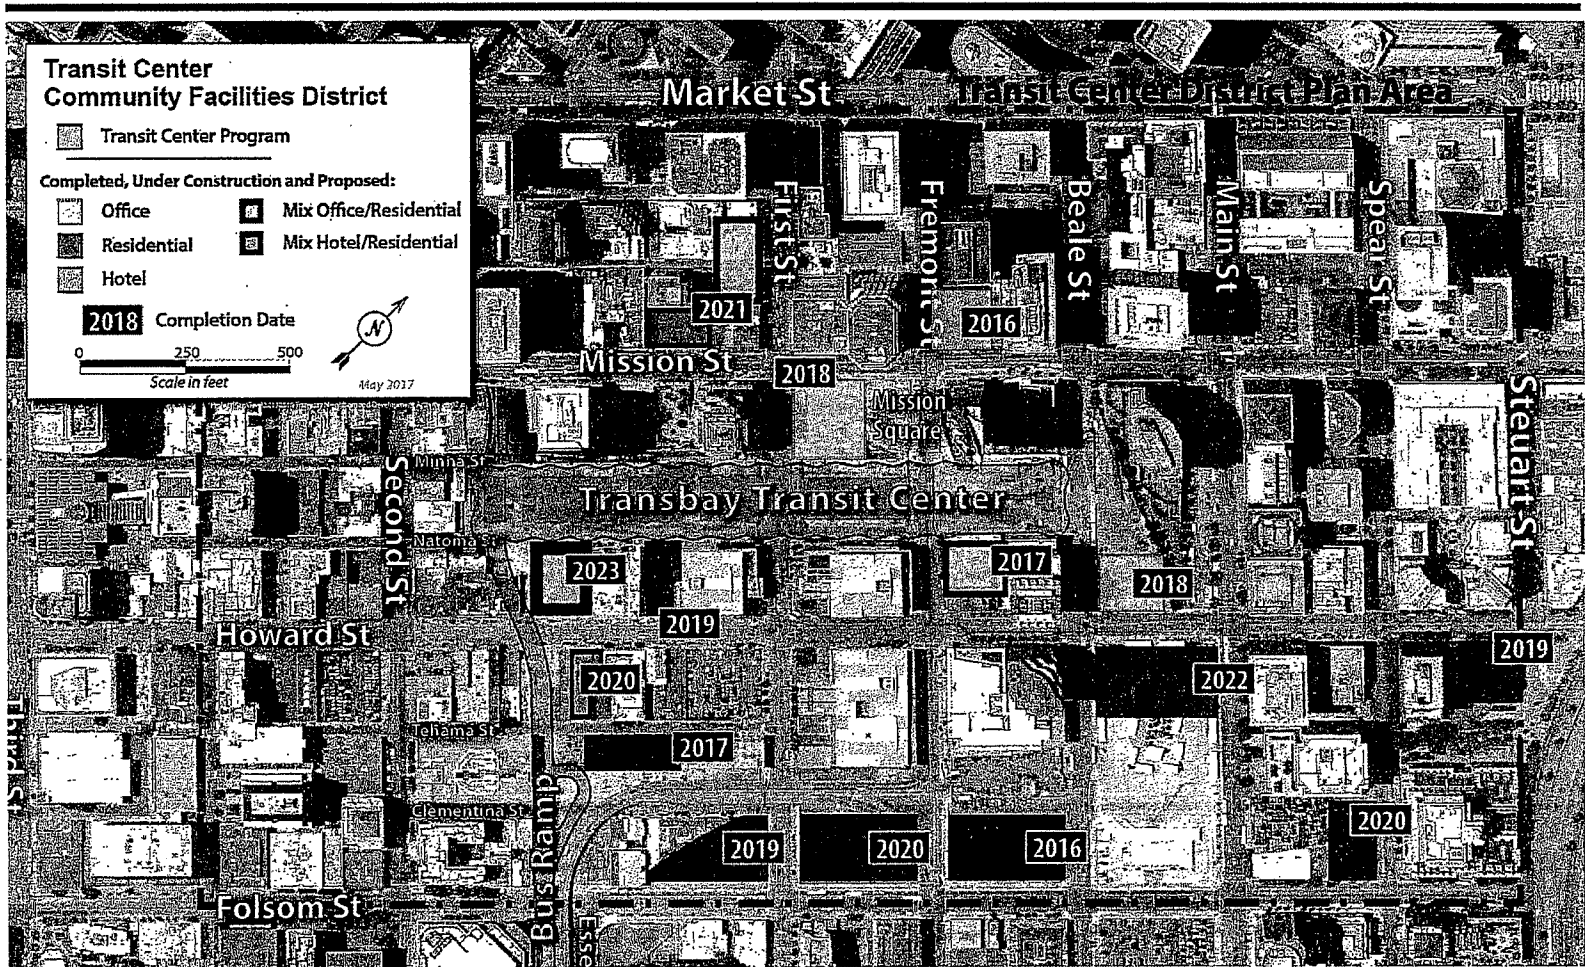 Transit Center
Community Facilities District
Transit Center Program
Completed, Under Construction and Proposed:
Office
Mix Office/Residential
Residential
Mix Hotel/Residential
Hotel
2018 Completion Date
N
0 250 500
Scale in feet
May 2017
Market St
Transit Center District Plan Area
First St
Fremont St
Beale St
Main St
Spear St
2021
2016
Mission St
2018
Mission
Square
Steuart St
Minna St
Second St
Transbay Transit Center
Natoma St
2023
2017
2018
Howard St
2019
2019
2020
2022
Third St
Tehama St
2017
Clementina St
Bus Ramp
2019
2020
2016
2020
Folsom St
Esse